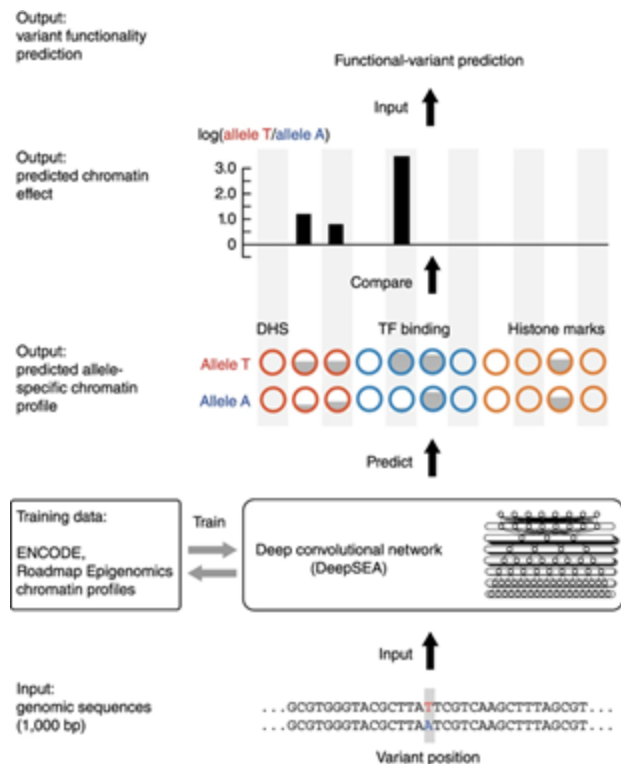 Output:
variant functionality
prediction
Functional-variant prediction
Input
log(allele T/allele A)
Output:
predicted chromatin
effect
3.0
2.0
1.0
0
Compare
DHS
TF binding
Histone marks
Output:
predicted allele-
specific chromatin
profile
Allele T
Allele A
Predict
Training data:
ENCODE,
Roadmap Epigenomics
chromatin profiles
Train
Deep convolutional network
(DeepSEA)
Input
Input:
genomic sequences
(1,000 bp)
...GCGTGGGTACGCTTATTCGTCAAGCTTTAGCGT...
...GCGTGGGTACGCTTAATCGTCAAGCTTTAGCGT...
Variant position